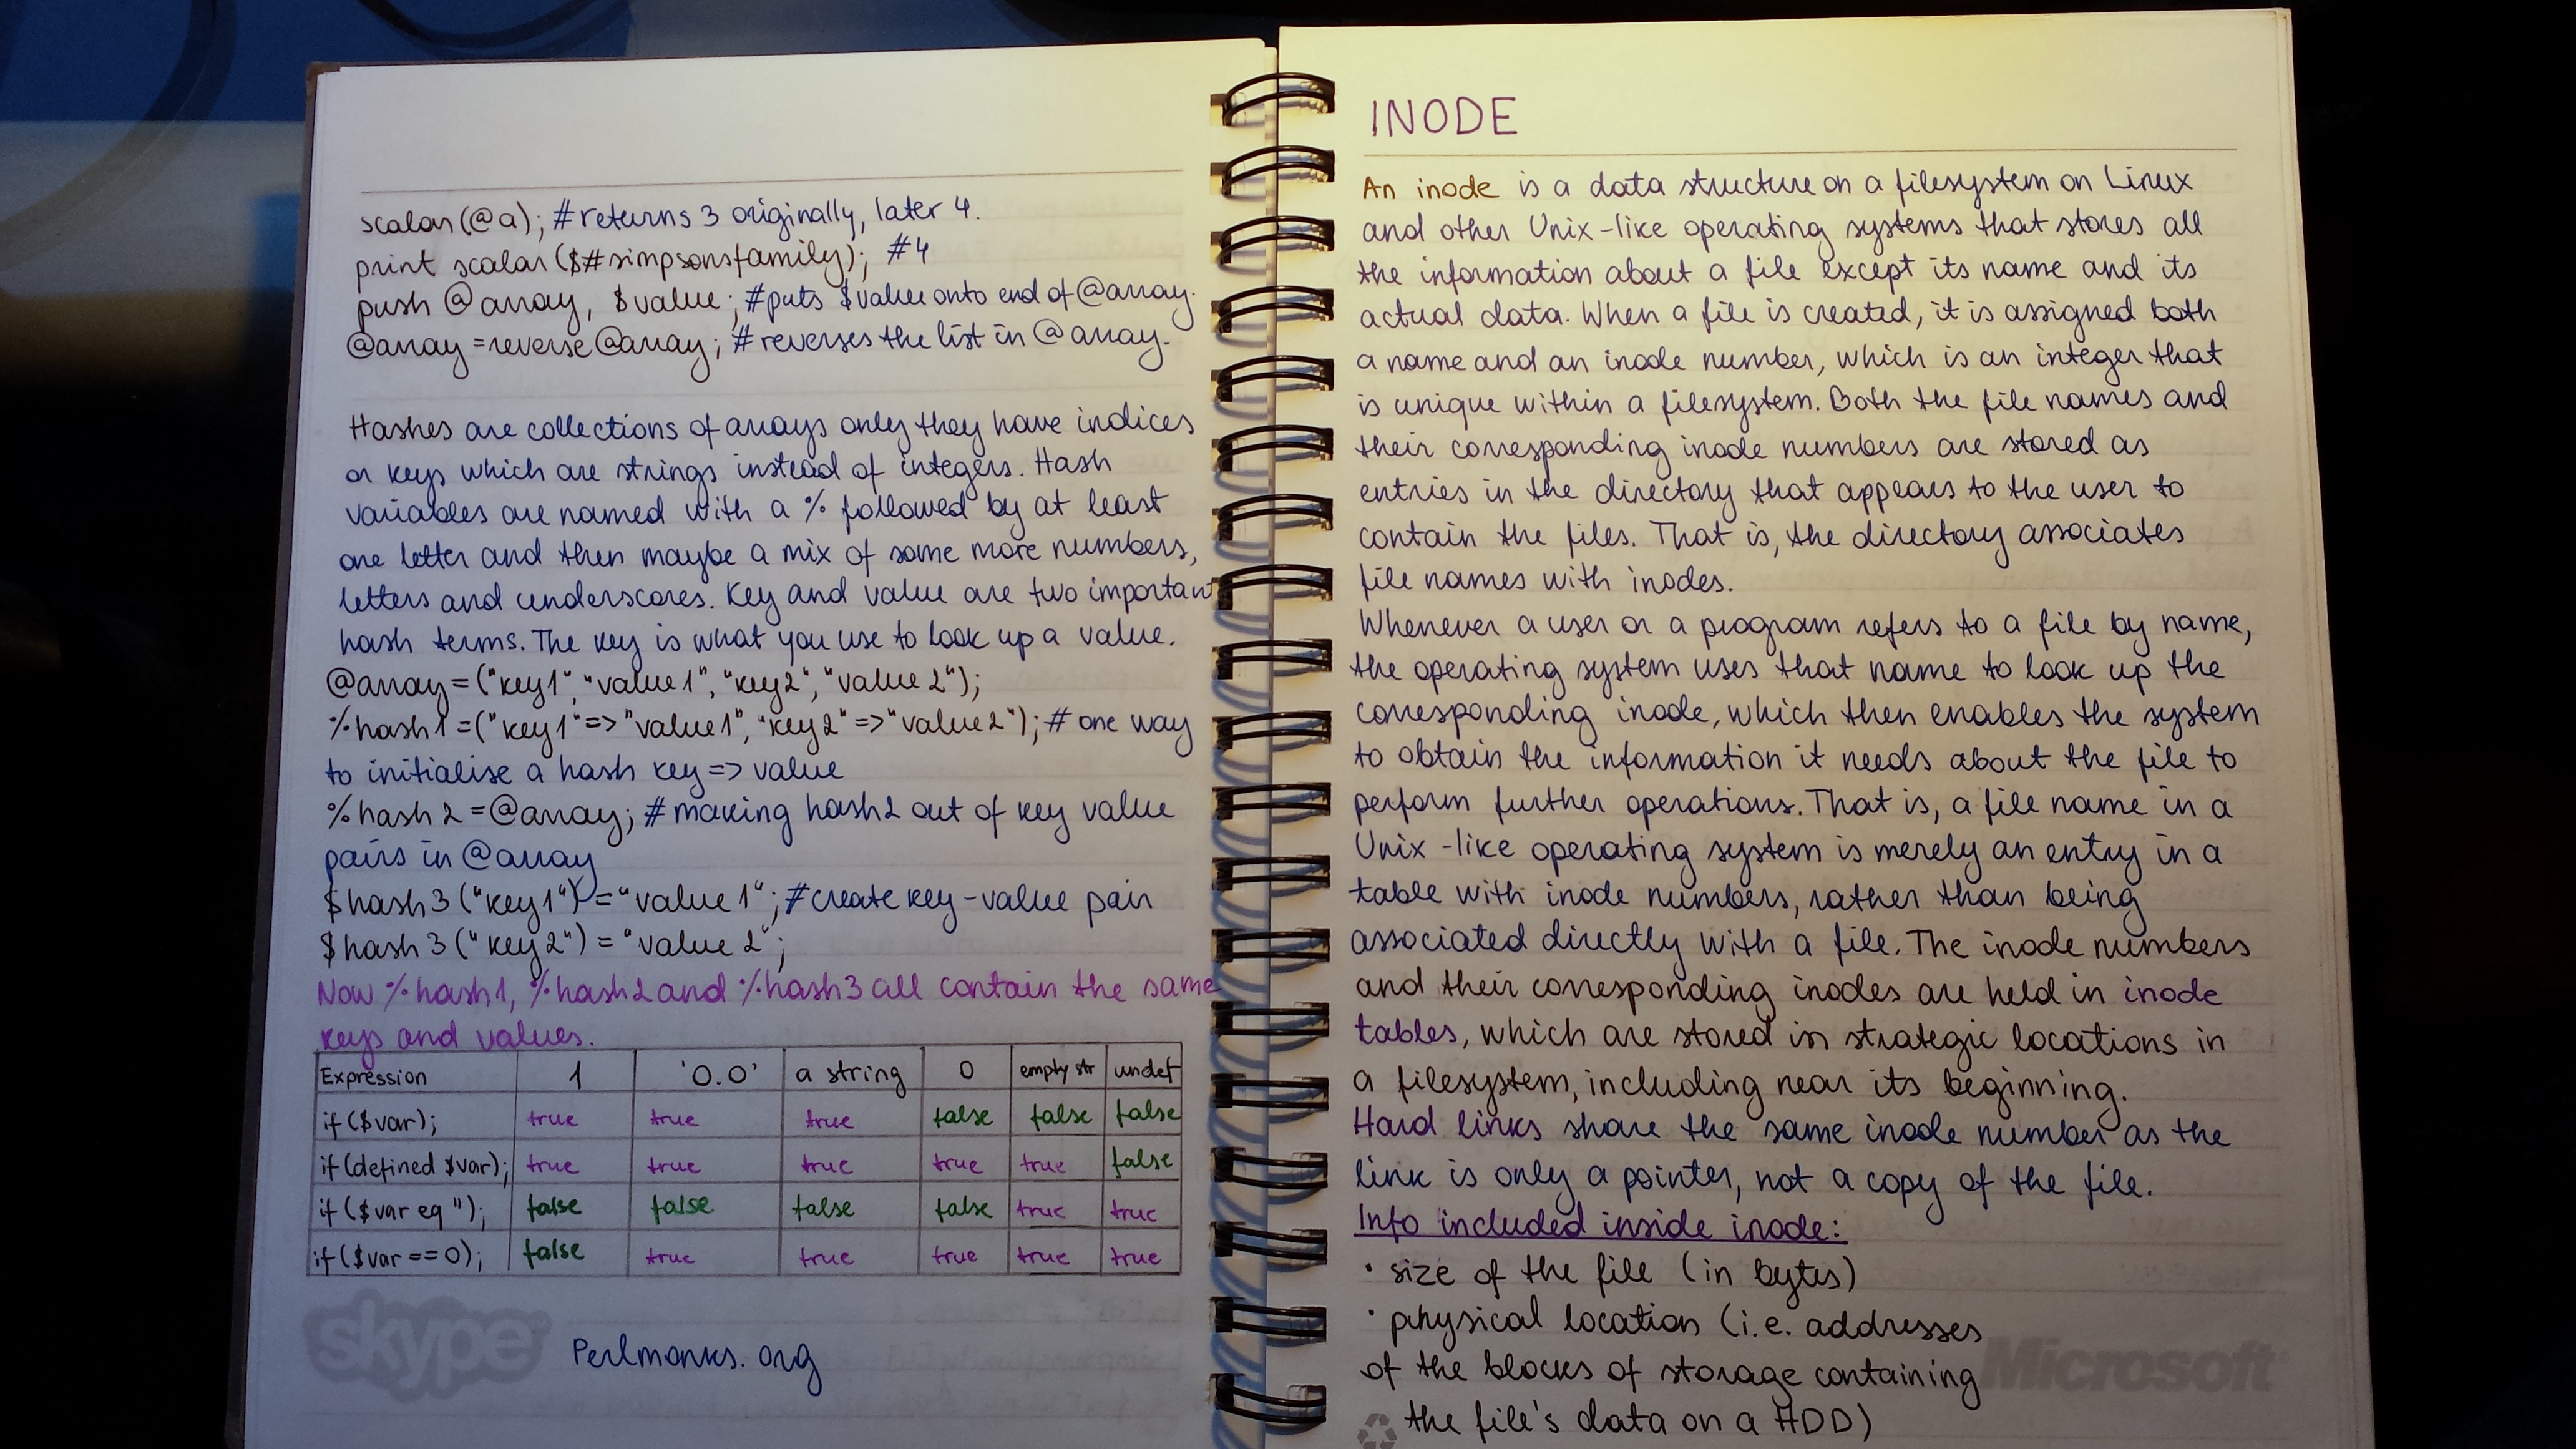 scalar(@a); #returns 3 originally, later 4.
print scalar($#simpsonsfamily); #4
push @array, $value; #puts $value onto end of @array.
@array=reverse@array; #reverses the list in @array.
Hashes are collections of arrays only they have indices
or keys which are strings instead of integers. Hash
variables are named with a % followed by at least
one letter and then maybe a mix of some more numbers,
letters and underscores. Key and value are two important
hash terms. The key is what you use to look up a value.
@array=("key1","value1","key2","value2");
%hash1=("key1"=>"value1","key2"=>"value2"); # one way
to initialise a hash key=>value
%hash2=@array; #making hash2 out of key value
pairs in @array
$hash3("key1")="value1"; #create key-value pair
$hash3("key2")="value2";
Now %hash1, %hash2 and %hash3 all contain the same
keys and values.
Expression 1 '0.0' a string 0 empty str undef
if($var); true true true false false false
if(defined $var); true true true true true false
if($var eq "); false false false false true true
if($var==0); false true true true true true
skype
Perlmonks.org
INODE
An inode is a data structure on a filesystem on Linux
and other Unix-like operating systems that stores all
the information about a file except its name and its
actual data. When a file is created, it is assigned both
a name and an inode number, which is an integer that
is unique within a filesystem. Both the file names and
their corresponding inode numbers are stored as
entries in the directory that appears to the user to
contain the files. That is, the directory associates
file names with inodes.
Whenever a user or a program refers to a file by name,
the operating system uses that name to look up the
corresponding inode, which then enables the system
to obtain the information it needs about the file to
perform further operations. That is, a file name in a
Unix-like operating system is merely an entry in a
table with inode numbers, rather than being
associated directly with a file. The inode numbers
and their corresponding inodes are held in inode
tables, which are stored in strategic locations in
a filesystem, including near its beginning.
Hard links share the same inode number as the
link is only a pointer, not a copy of the file.
Info included inside inode:
· size of the file (in bytes)
· physical location (i.e. addresses
of the blocks of storage containing
the file's data on a HDD)
Microsoft